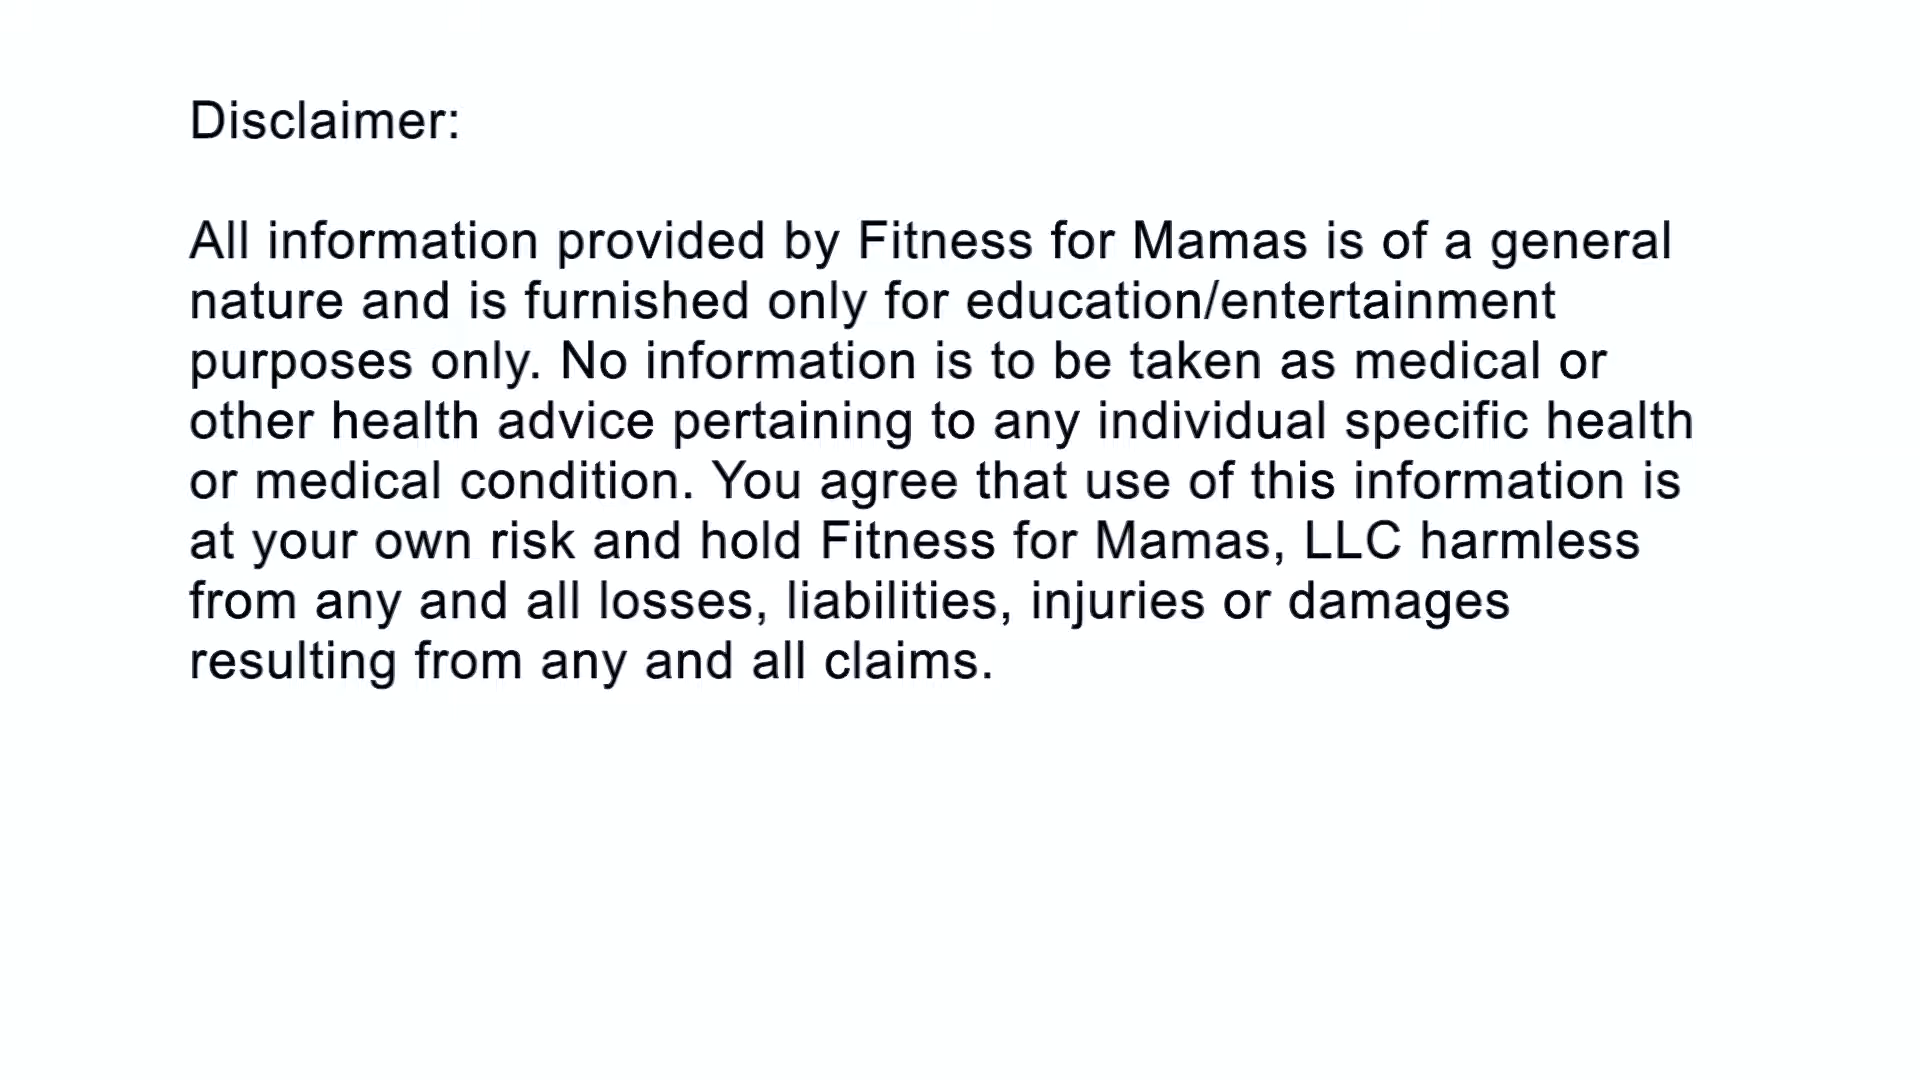 Disclaimer:
All information provided by Fitness for Mamas is of a general
nature and is furnished only for education/entertainment
purposes only. No information is to be taken as medical or
other health advice pertaining to any individual specific health
or medical condition. You agree that use of this information is
at your own risk and hold Fitness for Mamas, LLC harmless
from any and all losses, liabilities, injuries or damages
resulting from any and all claims.